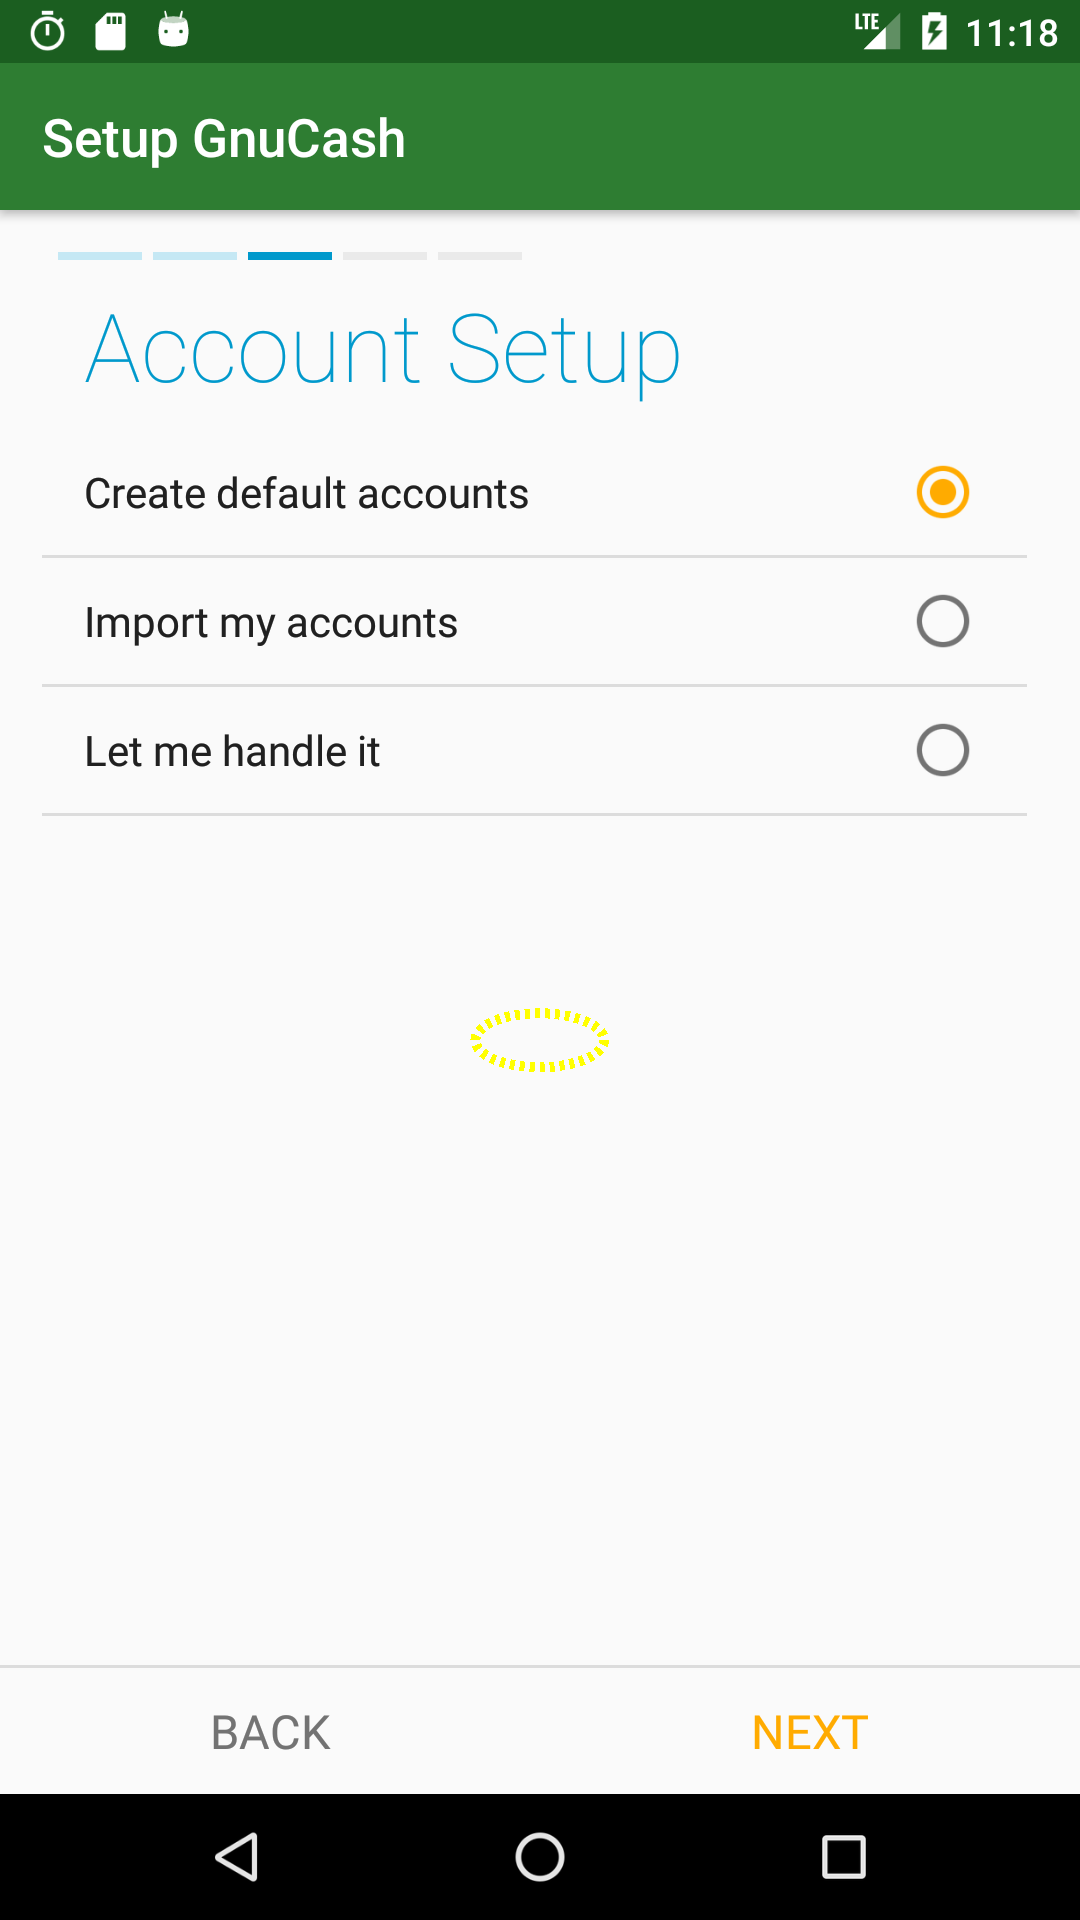 LTE 11:18
Setup GnuCash
Account Setup
Create default accounts
Import my accounts
Let me handle it
BACK NEXT